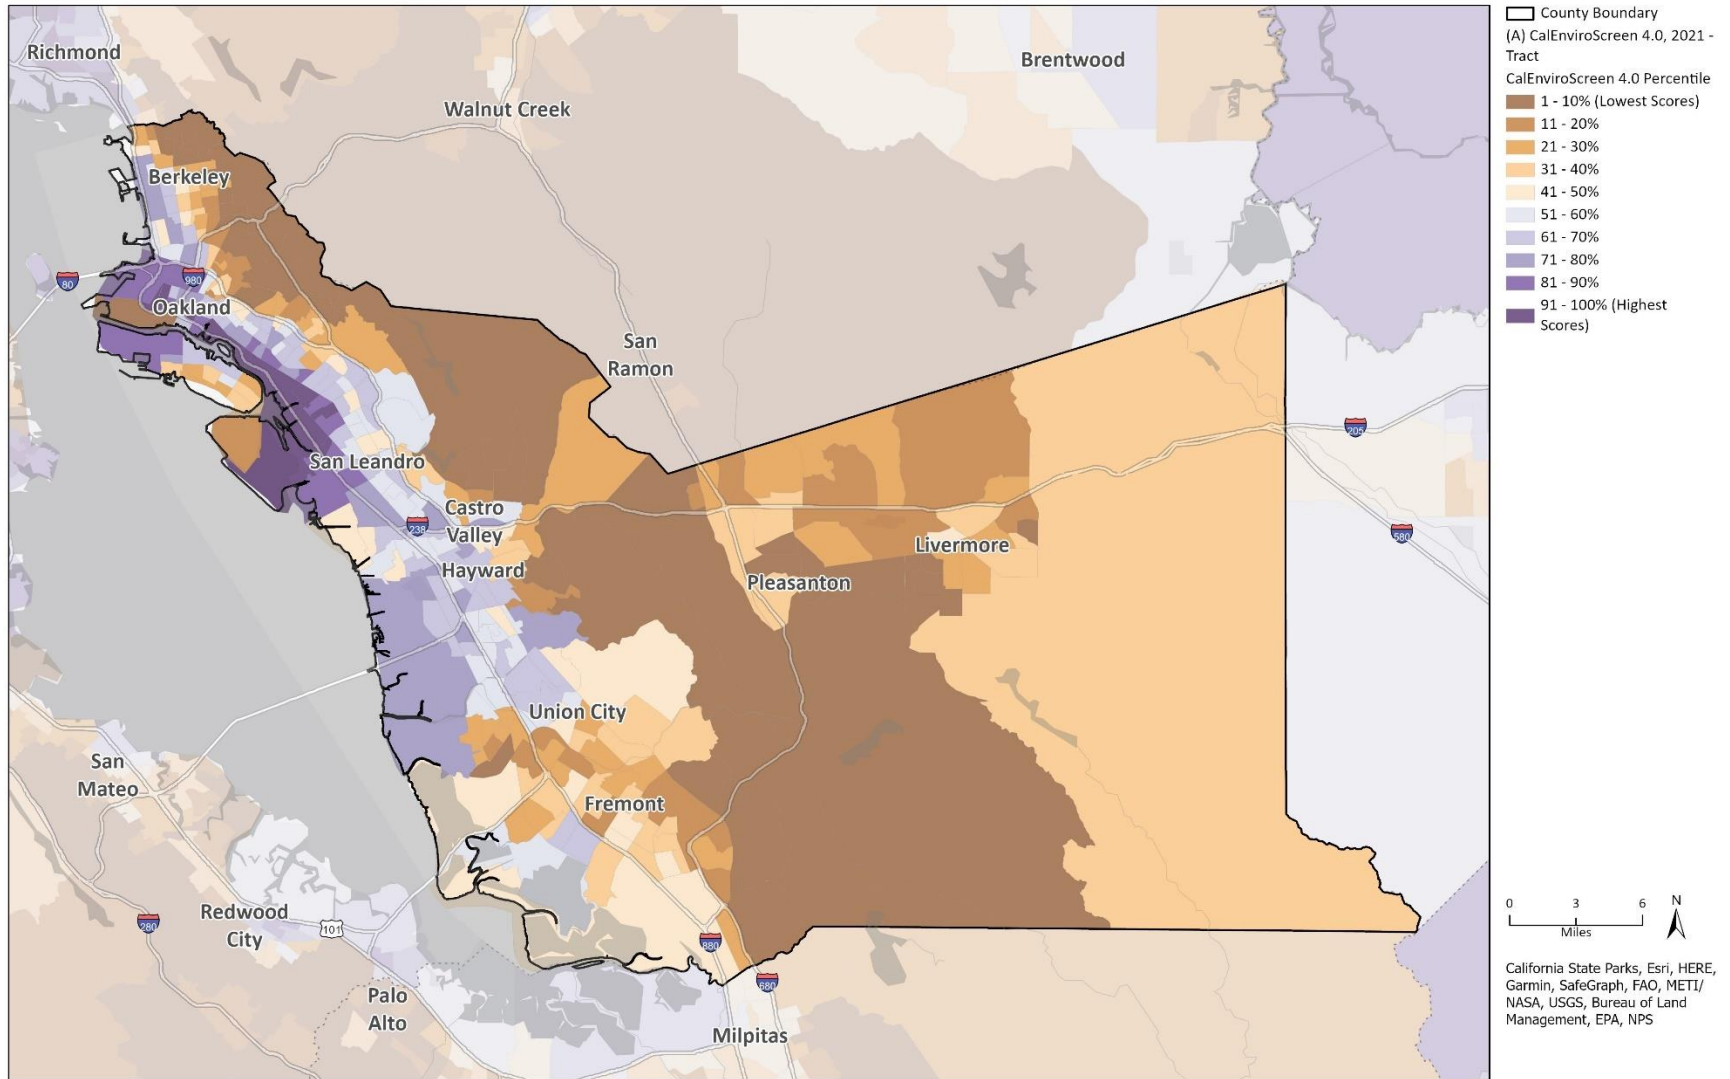 Richmond
Brentwood
Walnut Creek
Berkeley
80
980
Oakland
San
Ramon
205
San Leandro
Castro
Valley
238
580
Hayward
Livermore
Pleasanton
Union City
San
Mateo
Fremont
Redwood
City
280
101
880
680
Palo
Alto
Milpitas
County Boundary
(A) CalEnviroScreen 4.0, 2021 -
Tract
CalEnviroScreen 4.0 Percentile
1 - 10% (Lowest Scores)
11 - 20%
21 - 30%
31 - 40%
41 - 50%
51 - 60%
61 - 70%
71 - 80%
81 - 90%
91 - 100% (Highest
Scores)
0 3 6
Miles
N
California State Parks, Esri, HERE,
Garmin, SafeGraph, FAO, METI/
NASA, USGS, Bureau of Land
Management, EPA, NPS